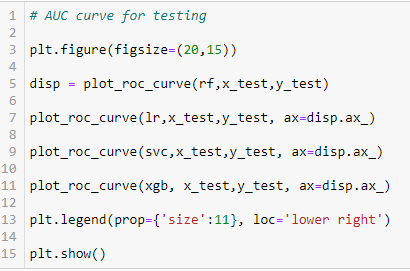 1 # AUC curve for testing
2
3 plt.figure(figsize=(20,15))
4
5 disp = plot_roc_curve(rf,x_test,y_test)
6
7 plot_roc_curve(lr,x_test,y_test, ax=disp.ax_)
8
9 plot_roc_curve(svc,x_test,y_test, ax=disp.ax_)
10
11 plot_roc_curve(xgb, x_test,y_test, ax=disp.ax_)
12
13 plt.legend(prop={'size':11}, loc='lower right')
14
15 plt.show()